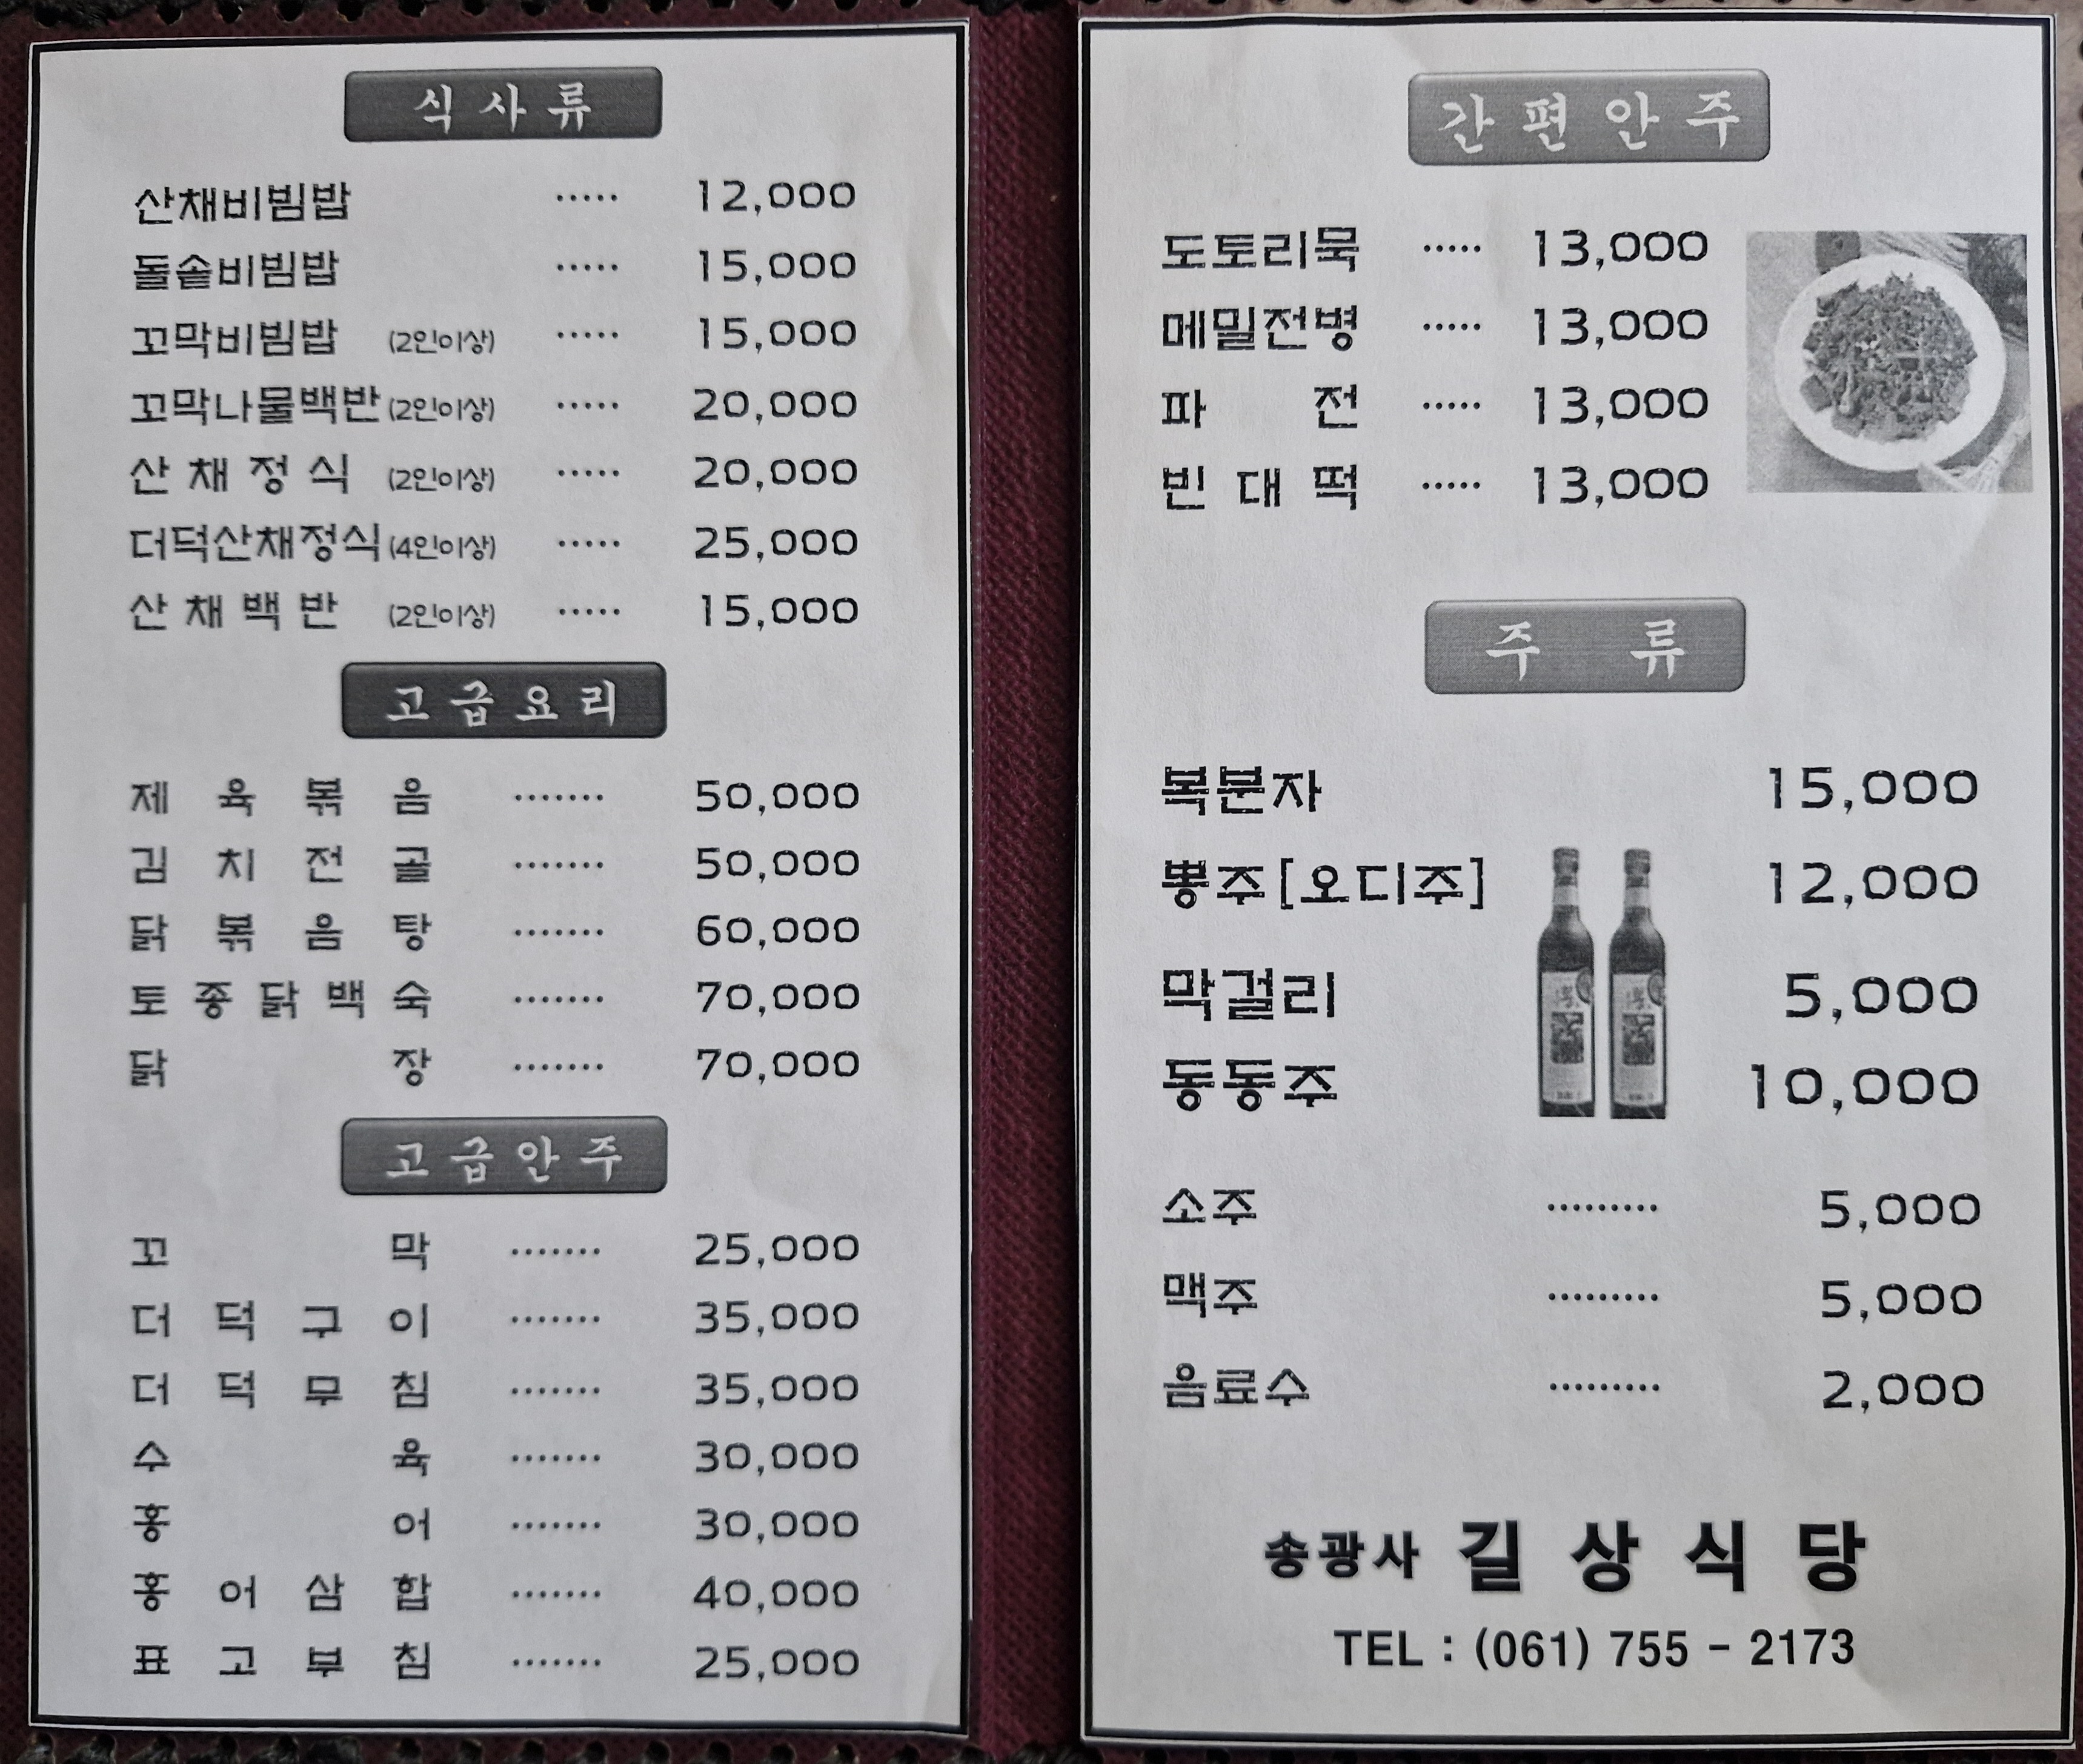 식사류
산채비빔밥 ····· 12,000
돌솥비빔밥 ····· 15,000
꼬막비빔밥 (2인이상) ····· 15,000
꼬막나물백반(2인이상) ····· 20,000
산채정식 (2인이상) ····· 20,000
더덕산채정식(4인이상) ····· 25,000
산채백반 (2인이상) ····· 15,000
고급요리
제육볶음 ······· 50,000
김치전골 ······· 50,000
닭볶음탕 ······· 60,000
토종닭백숙 ······· 70,000
닭장 ······· 70,000
고급안주
꼬막 ······· 25,000
더덕구이 ······· 35,000
더덕무침 ······· 35,000
수육 ······· 30,000
홍어 ······· 30,000
홍어삼합 ······· 40,000
표고부침 ······· 25,000
간편안주
도토리묵 ····· 13,000
메밀전병 ····· 13,000
파전 ····· 13,000
빈대떡 ····· 13,000
주류
복분자 15,000
뽕주[오디주] 12,000
막걸리 5,000
동동주 10,000
소주 ········· 5,000
맥주 ········· 5,000
음료수 ········· 2,000
송광사 길상식당
TEL : (061) 755 - 2173